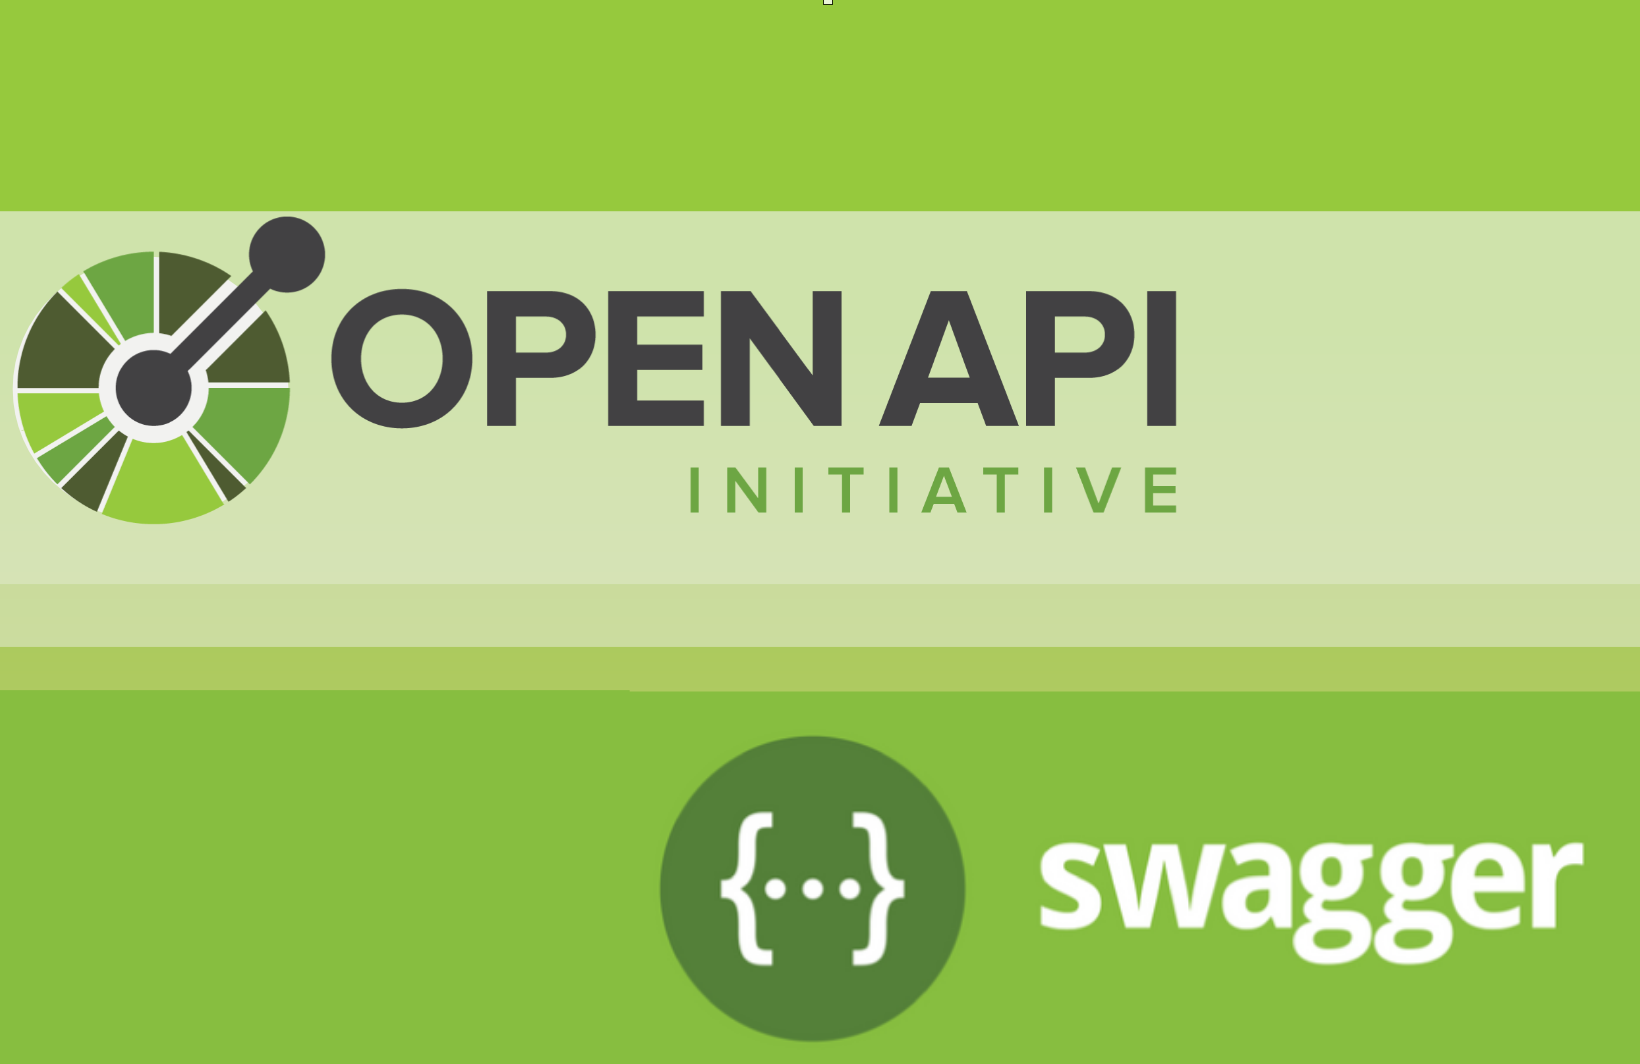 OPEN API
INITIATIVE
{...}
swagger